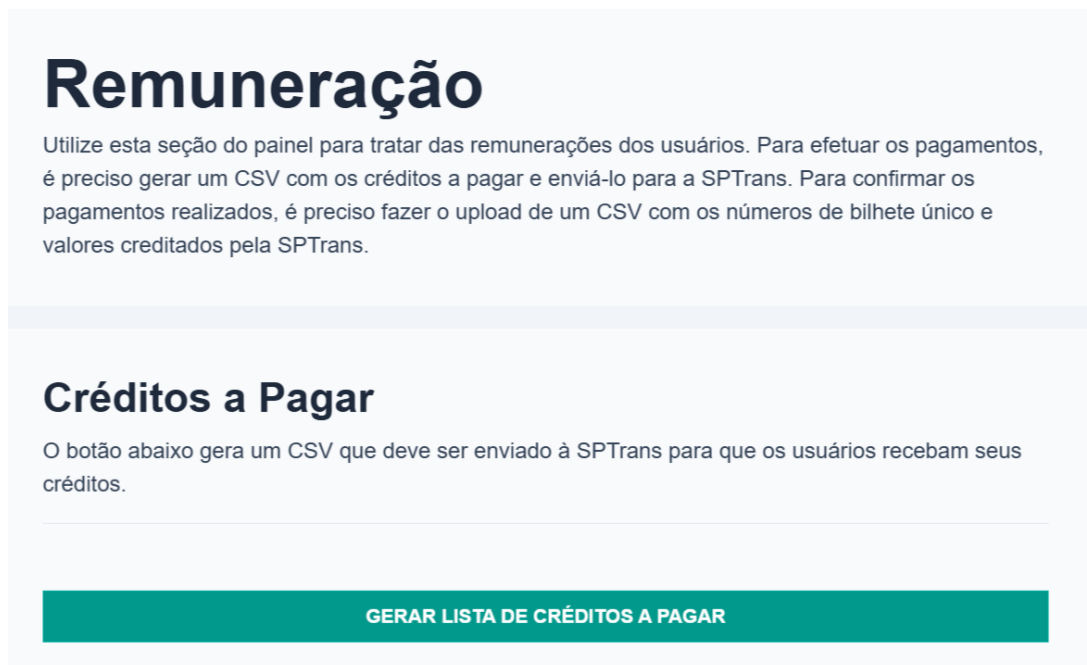 Remuneração
Utilize esta seção do painel para tratar das remunerações dos usuários. Para efetuar os pagamentos,
é preciso gerar um CSV com os créditos a pagar e enviá-lo para a SPTrans. Para confirmar os
pagamentos realizados, é preciso fazer o upload de um CSV com os números de bilhete único e
valores creditados pela SPTrans.
Créditos a Pagar
O botão abaixo gera um CSV que deve ser enviado à SPTrans para que os usuários recebam seus
créditos.
GERAR LISTA DE CRÉDITOS A PAGAR